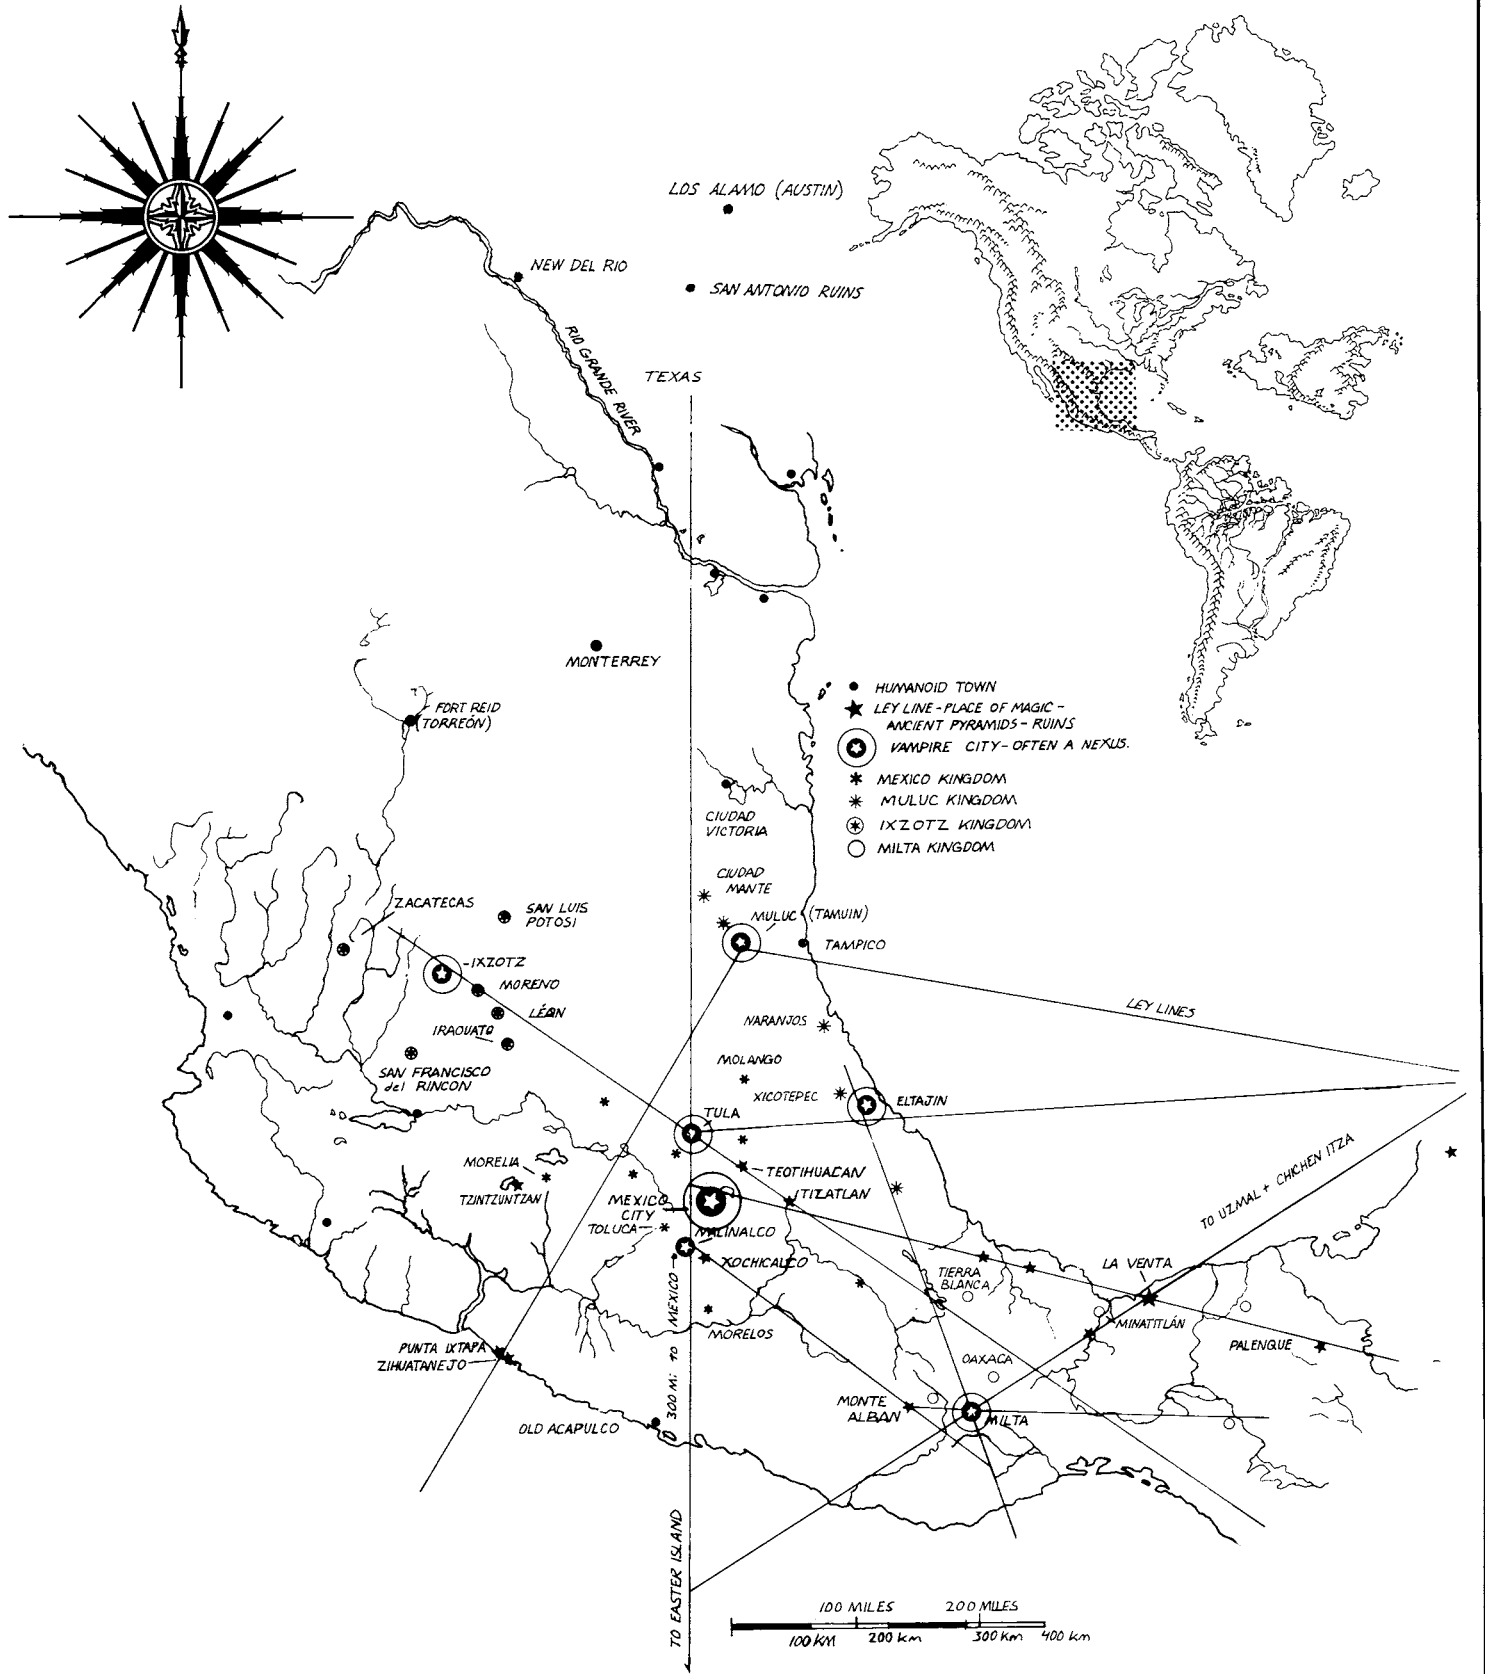 LOS ALAMO (AUSTIN)
NEW DEL RIO
SAN ANTONIO RUINS
RIO GRANDE RIVER
TEXAS
MONTERREY
FORT REID
(TORREÓN)
HUMANOID TOWN
LEY LINE-PLACE OF MAGIC-
ANCIENT PYRAMIDS-RUINS
VAMPIRE CITY-OFTEN A NEXUS.
MEXICO KINGDOM
MULUC KINGDOM
IXZOTZ KINGDOM
MILTA KINGDOM
CIUDAD
VICTORIA
CIUDAD
MANTE
ZACATECAS
SAN LUIS
POTOSI
MULUC (TAMUIN)
TAMPICO
-IXZOTZ
MORENO
LÉON
IRAOUATO
SAN FRANCISCO
del RINCON
LEY LINES
NARANJOS
MOLANGO
XICOTEPEC
ELTAJIN
TULA
MORELIA
TZINTZUNTZAN
TEOTIHUACAN
TIZATLAN
MEXICO
CITY
TOLUCA
MALINALCO
XOCHICALCO
TO UZMAL + CHICHEN ITZA
TIERRA
BLANCA
LA VENTA
MINATITLÁN
PALENQUE
MORELOS
300 Mi TO MEXICO
PUNTA IXTAPA
ZIHUATANEJO
OAXACA
MONTE
ALBAN
MILTA
OLD ACAPULCO
TO EASTER ISLAND
100 MILES 200 MILES
100 KM 200 Km 300 Km 400 Km